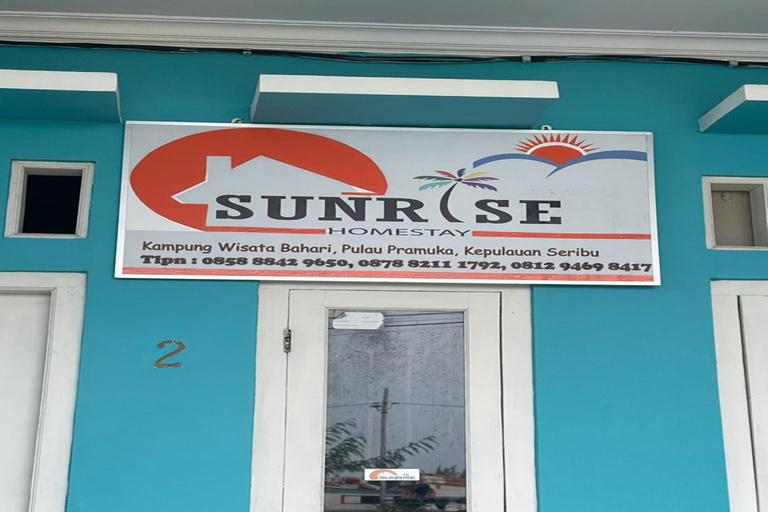 SUNRISE
HOMESTAY
Kampung Wisata Bahari, Pulau Pramuka, Kepulauan Seribu
Tlpn : 0858 8842 9650, 0878 8211 1792, 0812 9469 8417
2
SUNRISE